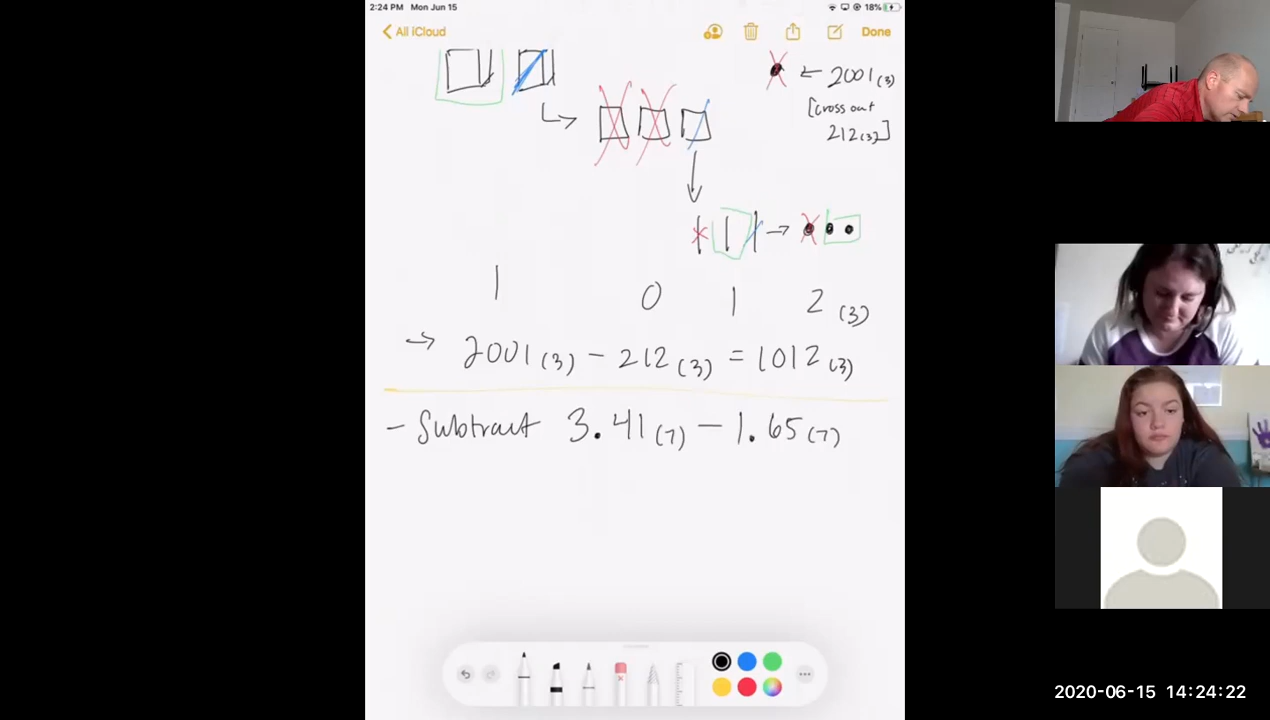 2:24 PM Mon Jun 15
18%
All iCloud
Done
← 2001(3)
[cross out
212(3)]
1 0 1 2 (3)
→ 2001(3) - 212(3) = 1012(3)
- Subtract 3.41(7) - 1.65(7)
2020-06-15 14:24:22